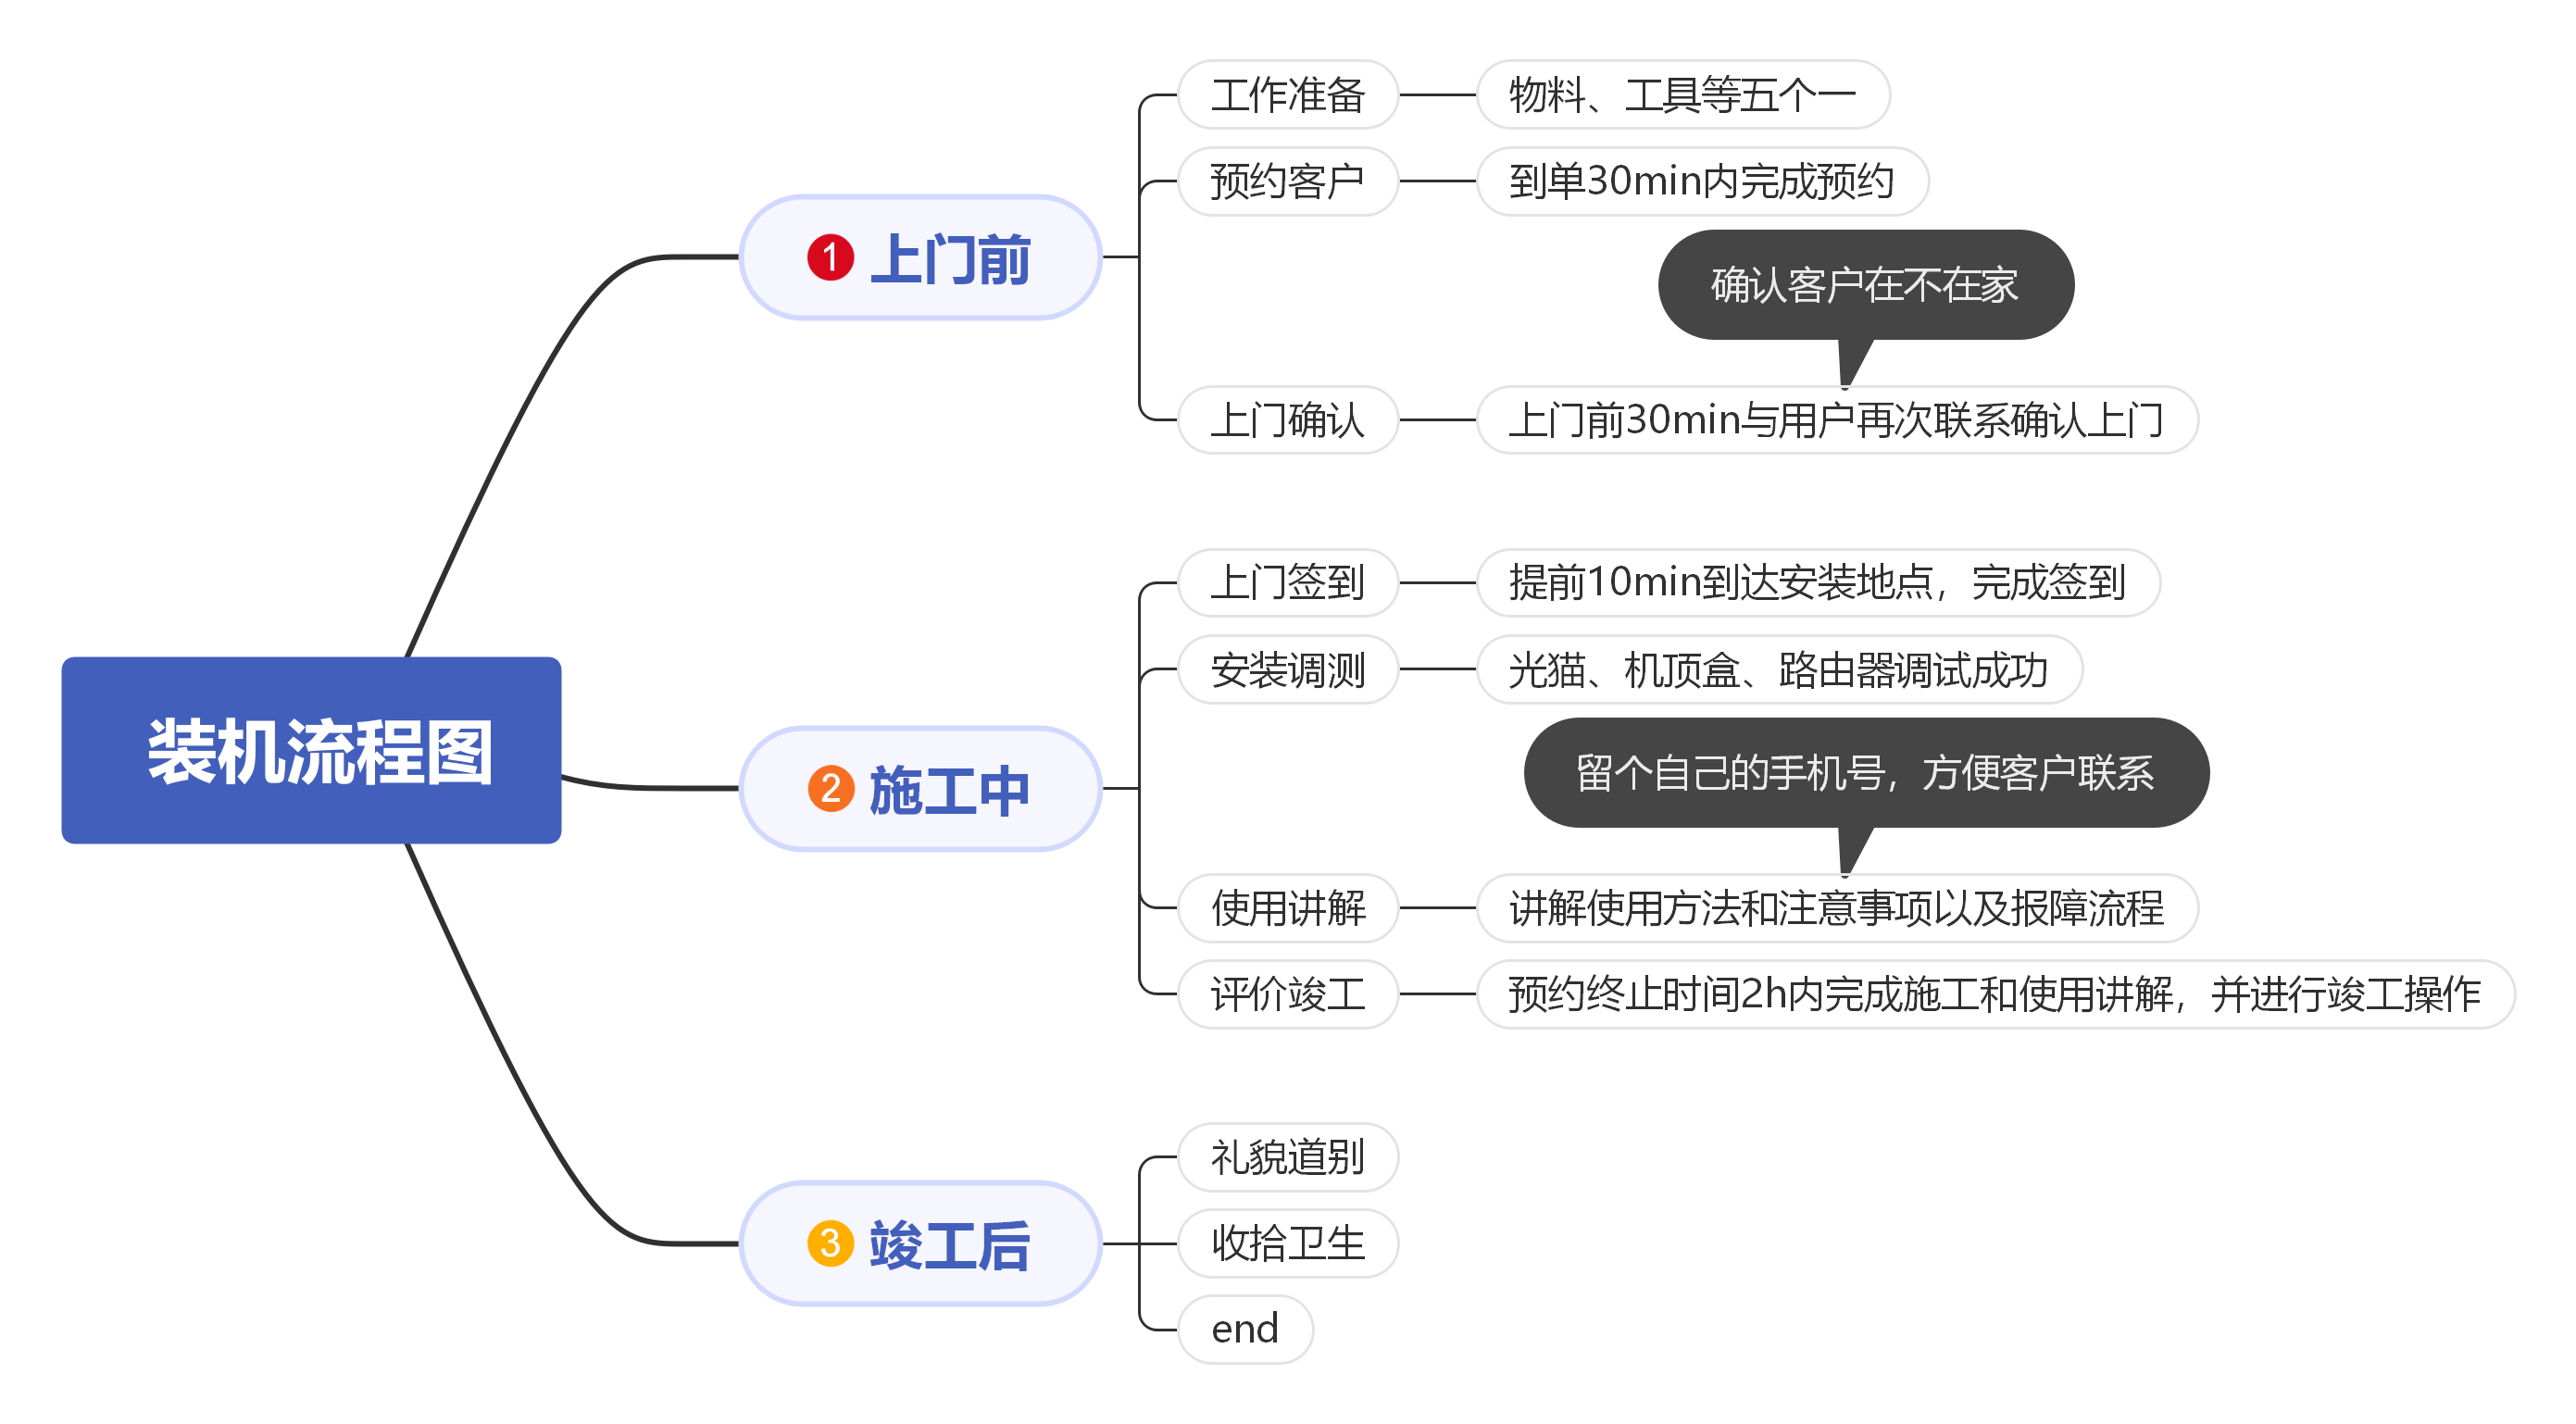 装机流程图
1 上门前
工作准备
物料、工具等五个一
预约客户
到单30min内完成预约
确认客户在不在家
上门确认
上门前30min与用户再次联系确认上门
2 施工中
上门签到
提前10min到达安装地点，完成签到
安装调测
光猫、机顶盒、路由器调试成功
留个自己的手机号，方便客户联系
使用讲解
讲解使用方法和注意事项以及报障流程
评价竣工
预约终止时间2h内完成施工和使用讲解，并进行竣工操作
3 竣工后
礼貌道别
收拾卫生
end